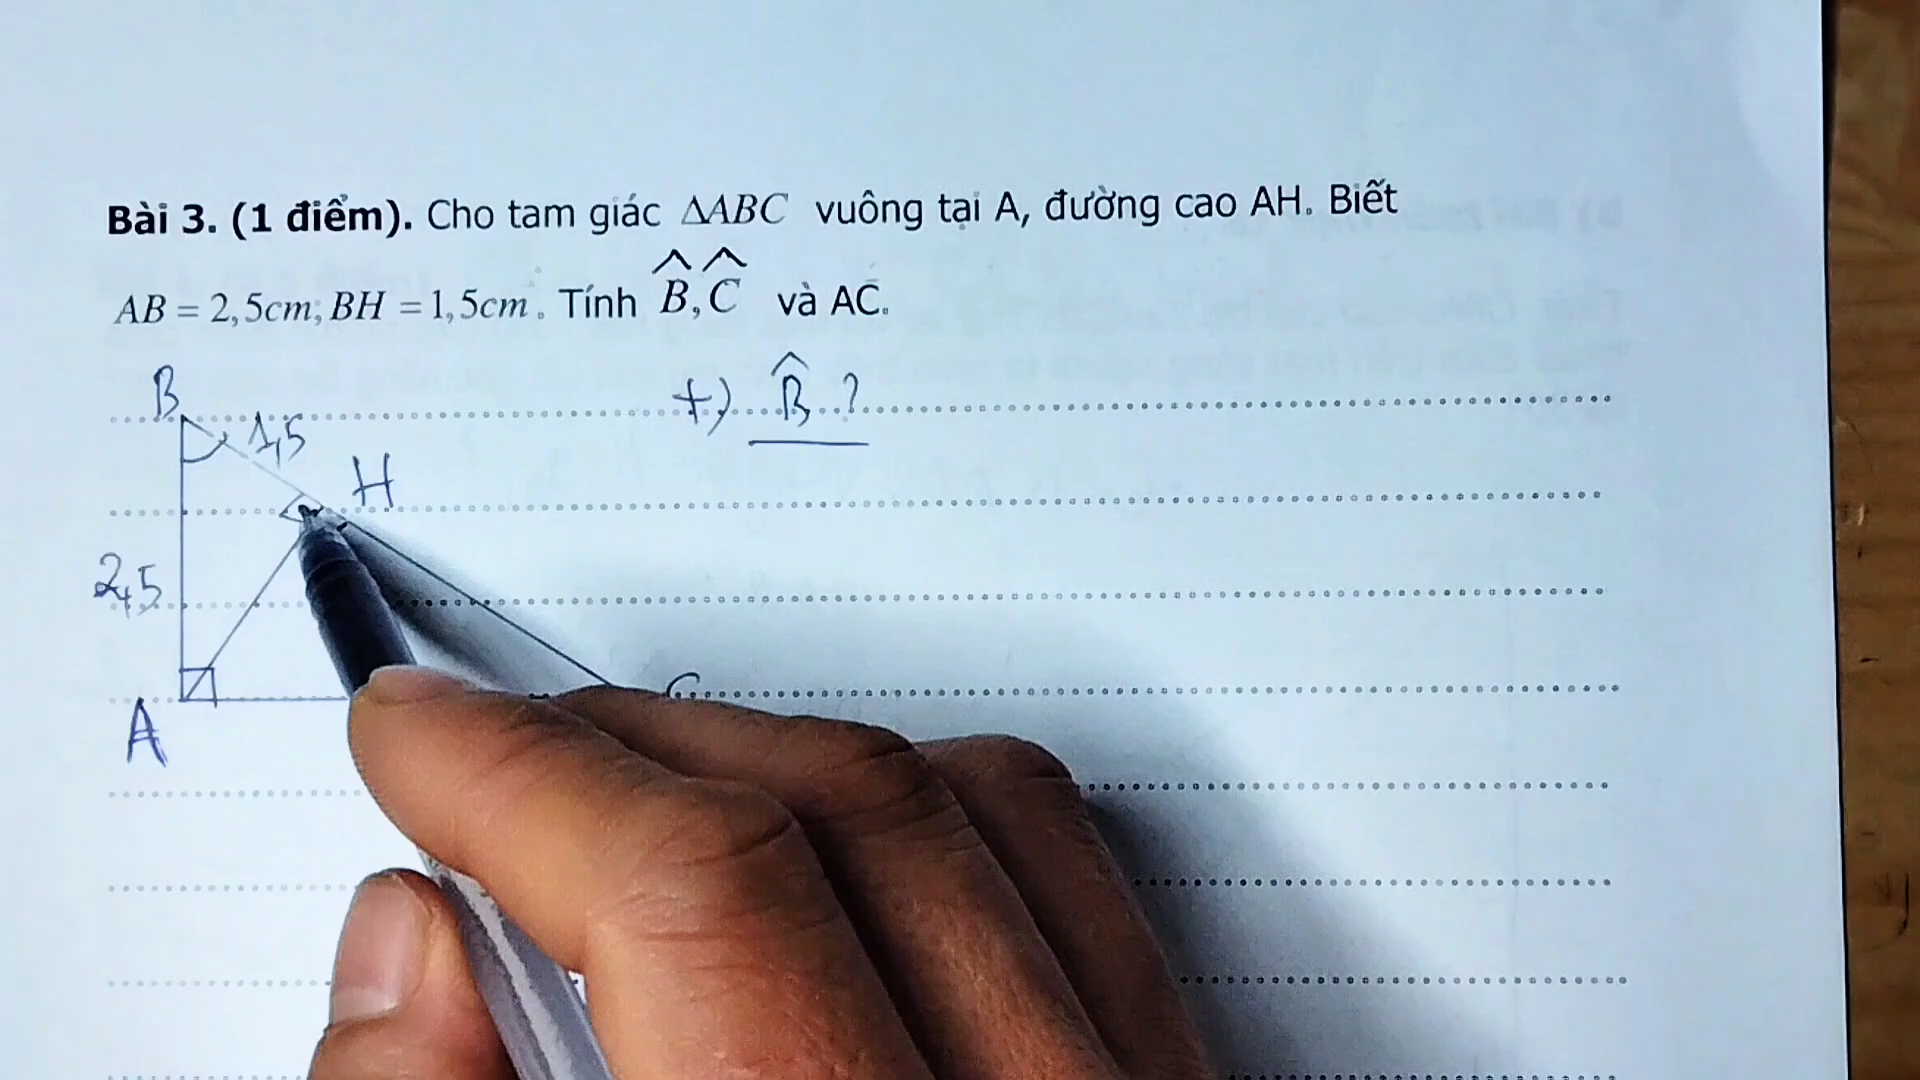 Bài 3. (1 điểm). Cho tam giác ΔABC vuông tại A, đường cao AH. Biết
AB = 2,5cm; BH = 1,5cm. Tính B̂, Ĉ và AC.
B
1,5
+) B̂ ?
H
2,5
C
A